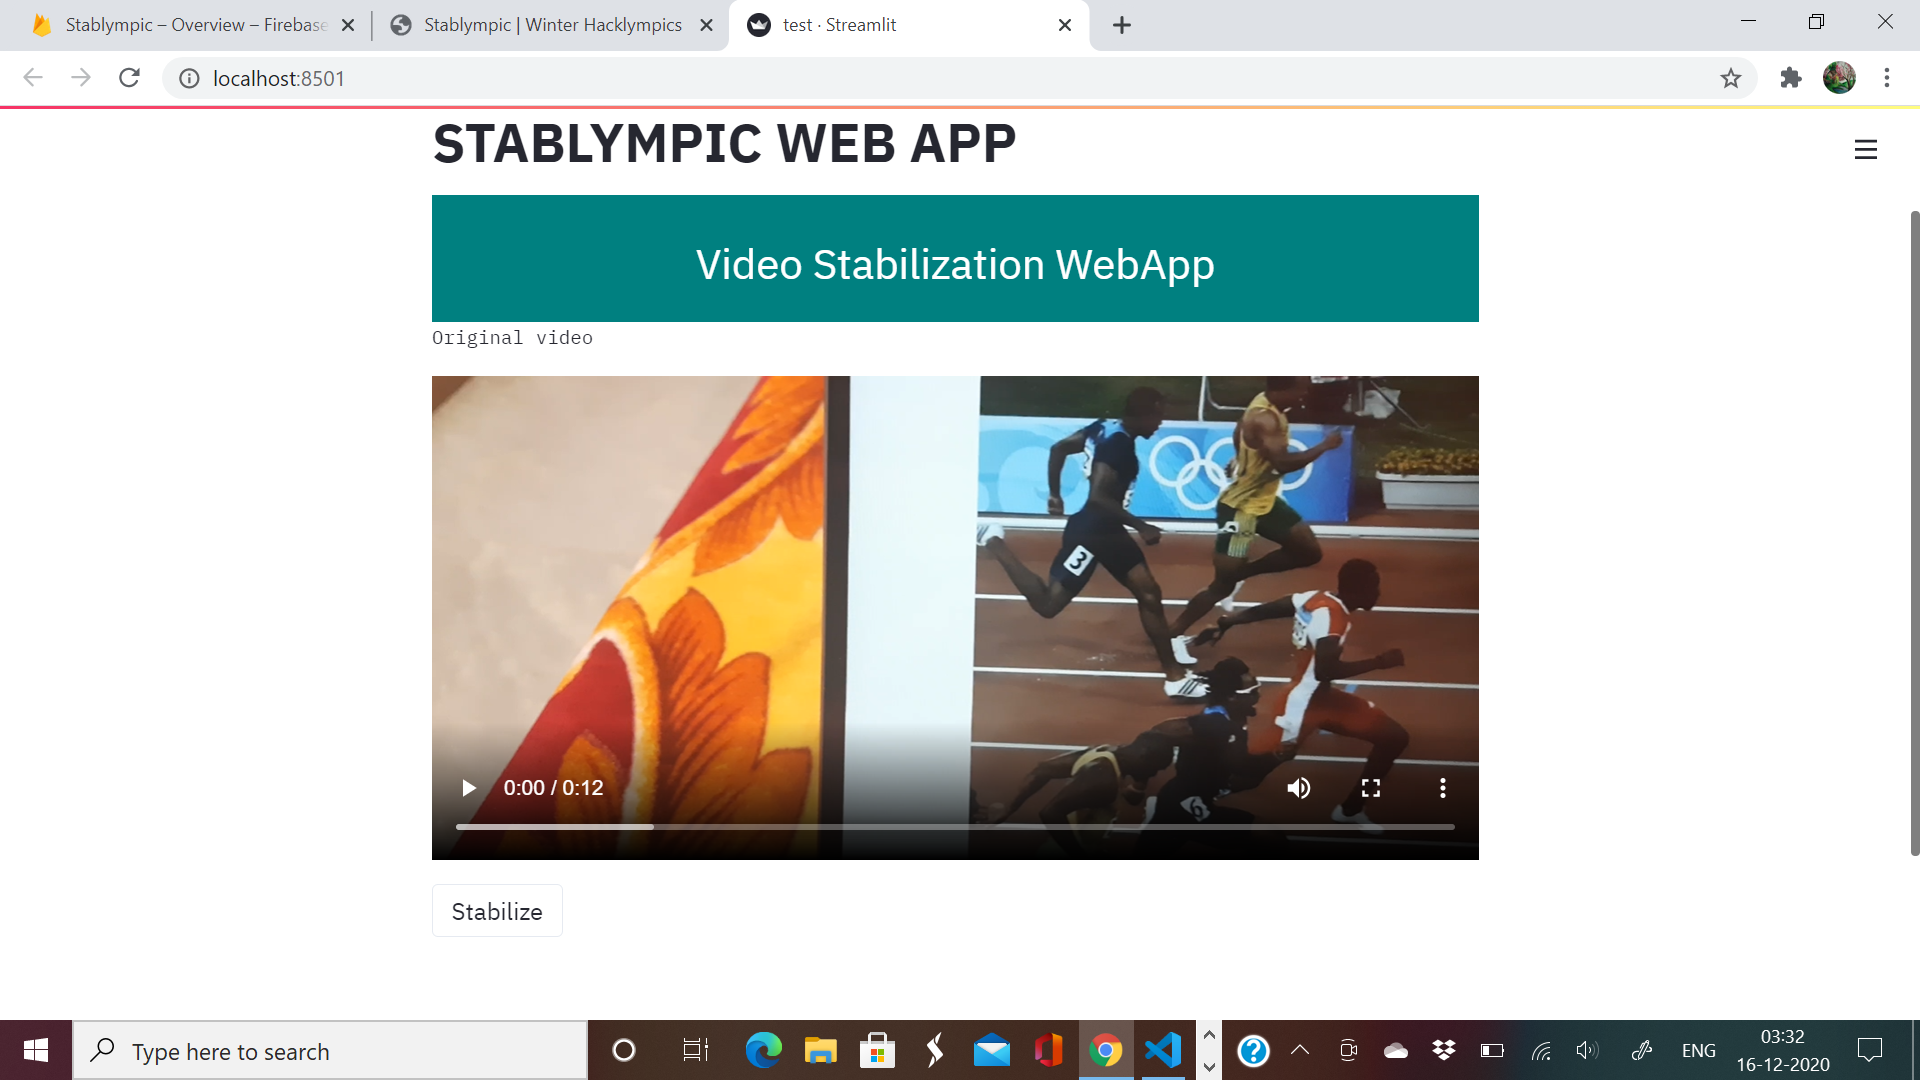 Stablympic – Overview – Firebase
Stablympic | Winter Hacklympics
test · Streamlit
localhost:8501
STABLYMPIC WEB APP
Video Stabilization WebApp
Original video
3
6
0:00 / 0:12
Stabilize
Type here to search
ENG
03:32
16-12-2020